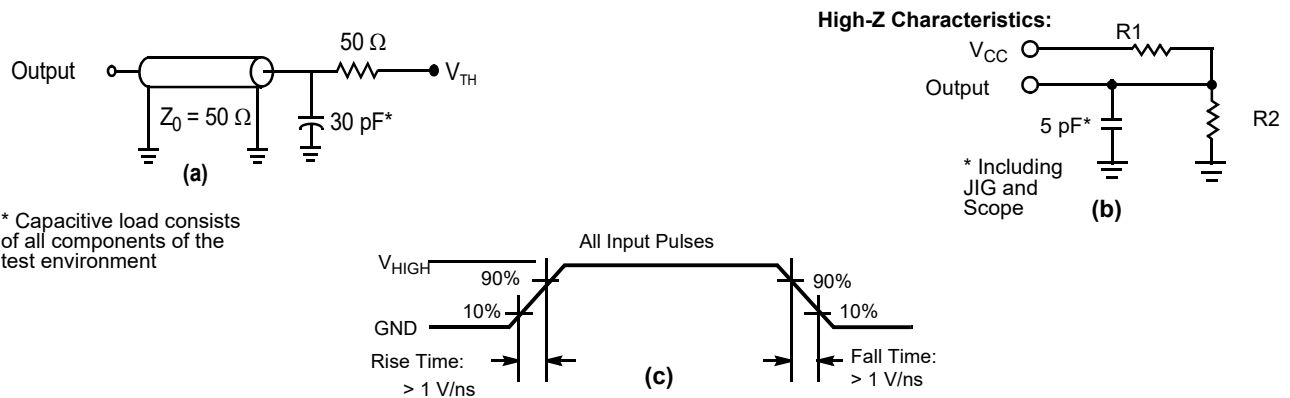 High-Z Characteristics:
50 Ω
Output
V_TH
Z_0 = 50 Ω
30 pF*
(a)
* Capacitive load consists
of all components of the
test environment
R1
V_CC
Output
5 pF*
R2
* Including
JIG and
Scope
(b)
All Input Pulses
V_HIGH
90%
90%
10%
10%
GND
Rise Time:
> 1 V/ns
(c)
Fall Time:
> 1 V/ns